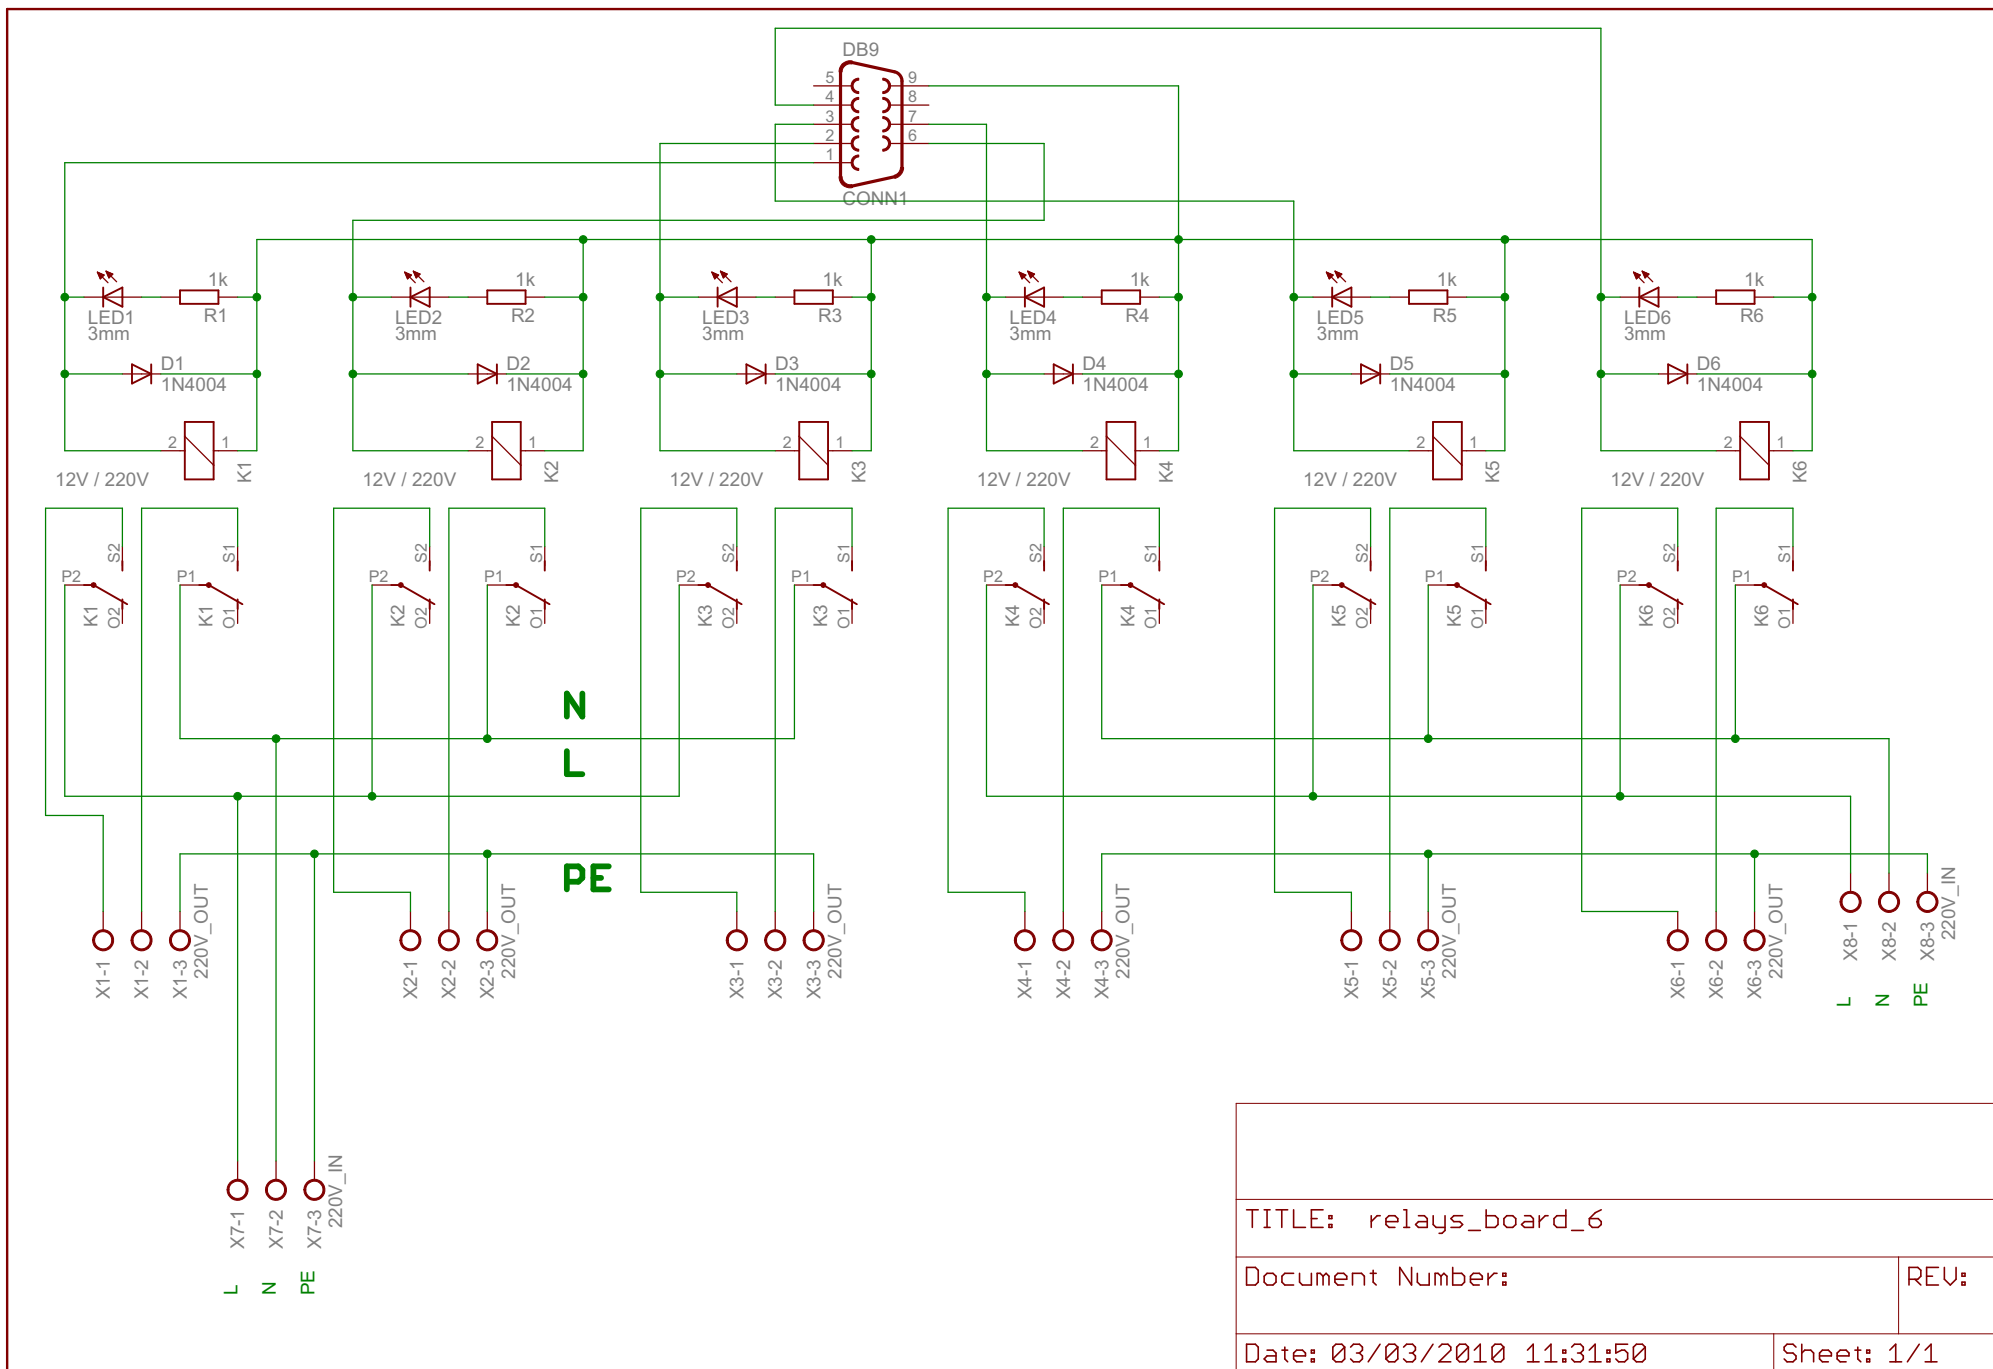 DB9
5 9
4 8
3 7
2 6
1
CONN1
1k 1k 1k 1k 1k 1k
LED1 R1 LED2 R2 LED3 R3 LED4 R4 LED5 R5 LED6 R6
3mm 3mm 3mm 3mm 3mm 3mm
D1 D2 D3 D4 D5 D6
1N4004 1N4004 1N4004 1N4004 1N4004 1N4004
2 1 K1 2 1 K2 2 1 K3 2 1 K4 2 1 K5 2 1 K6
12V / 220V 12V / 220V 12V / 220V 12V / 220V 12V / 220V 12V / 220V
S2 S1 S2 S1 S2 S1 S2 S1 S2 S1 S2 S1
P2 P1 P2 P1 P2 P1 P2 P1 P2 P1 P2 P1
K1 O2 K1 O1 K2 O2 K2 O1 K3 O2 K3 O1 K4 O2 K4 O1 K5 O2 K5 O1 K6 O2 K6 O1
N
L
PE
X1-1 X1-2 X1-3 220V_OUT X2-1 X2-2 X2-3 220V_OUT X3-1 X3-2 X3-3 220V_OUT X4-1 X4-2 X4-3 220V_OUT X5-1 X5-2 X5-3 220V_OUT X6-1 X6-2 X6-3 220V_OUT X8-1 X8-2 X8-3 220V_IN
L N PE
X7-1 X7-2 X7-3 220V_IN
L N PE
TITLE: relays_board_6
Document Number: REV:
Date: 03/03/2010 11:31:50 Sheet: 1/1